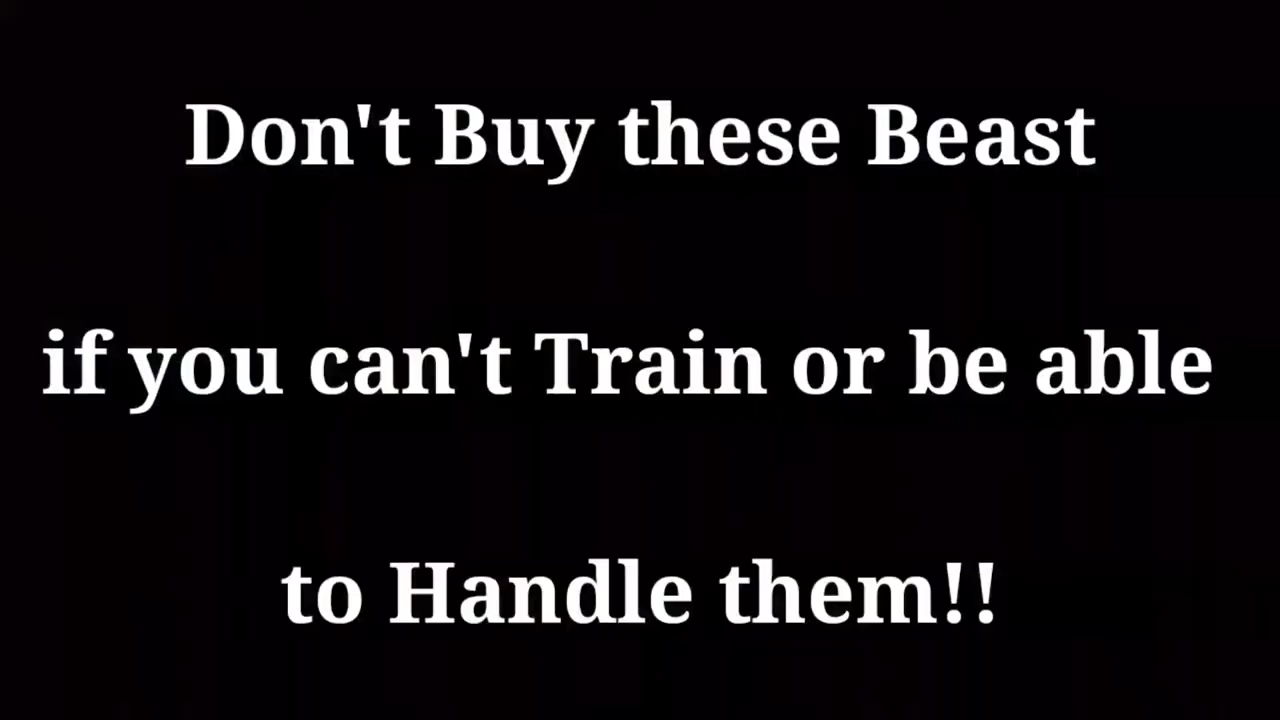 Don't Buy these Beast
if you can't Train or be able
to Handle them!!